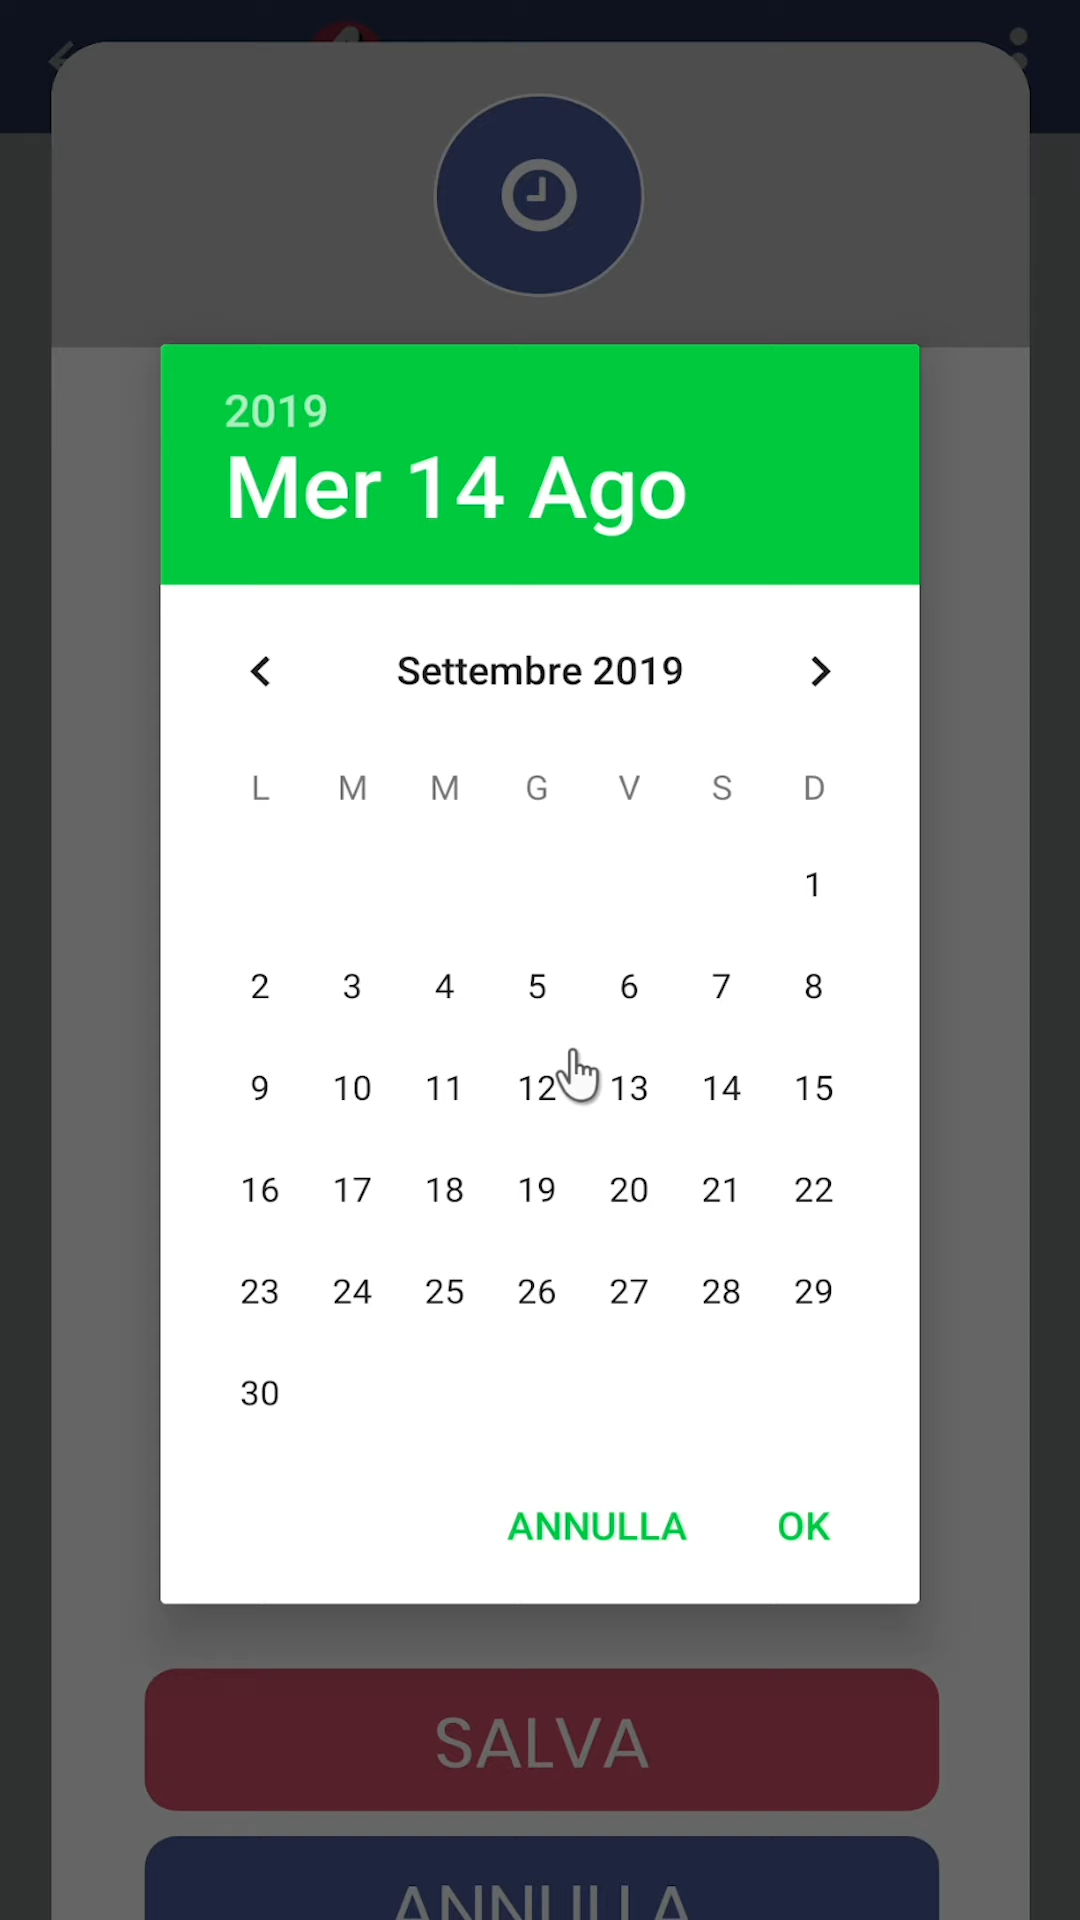 2019
Mer 14 Ago
Settembre 2019
L M M G V S D
1
2 3 4 5 6 7 8
9 10 11 12 13 14 15
16 17 18 19 20 21 22
23 24 25 26 27 28 29
30
ANNULLA OK
SALVA
ANNULLA